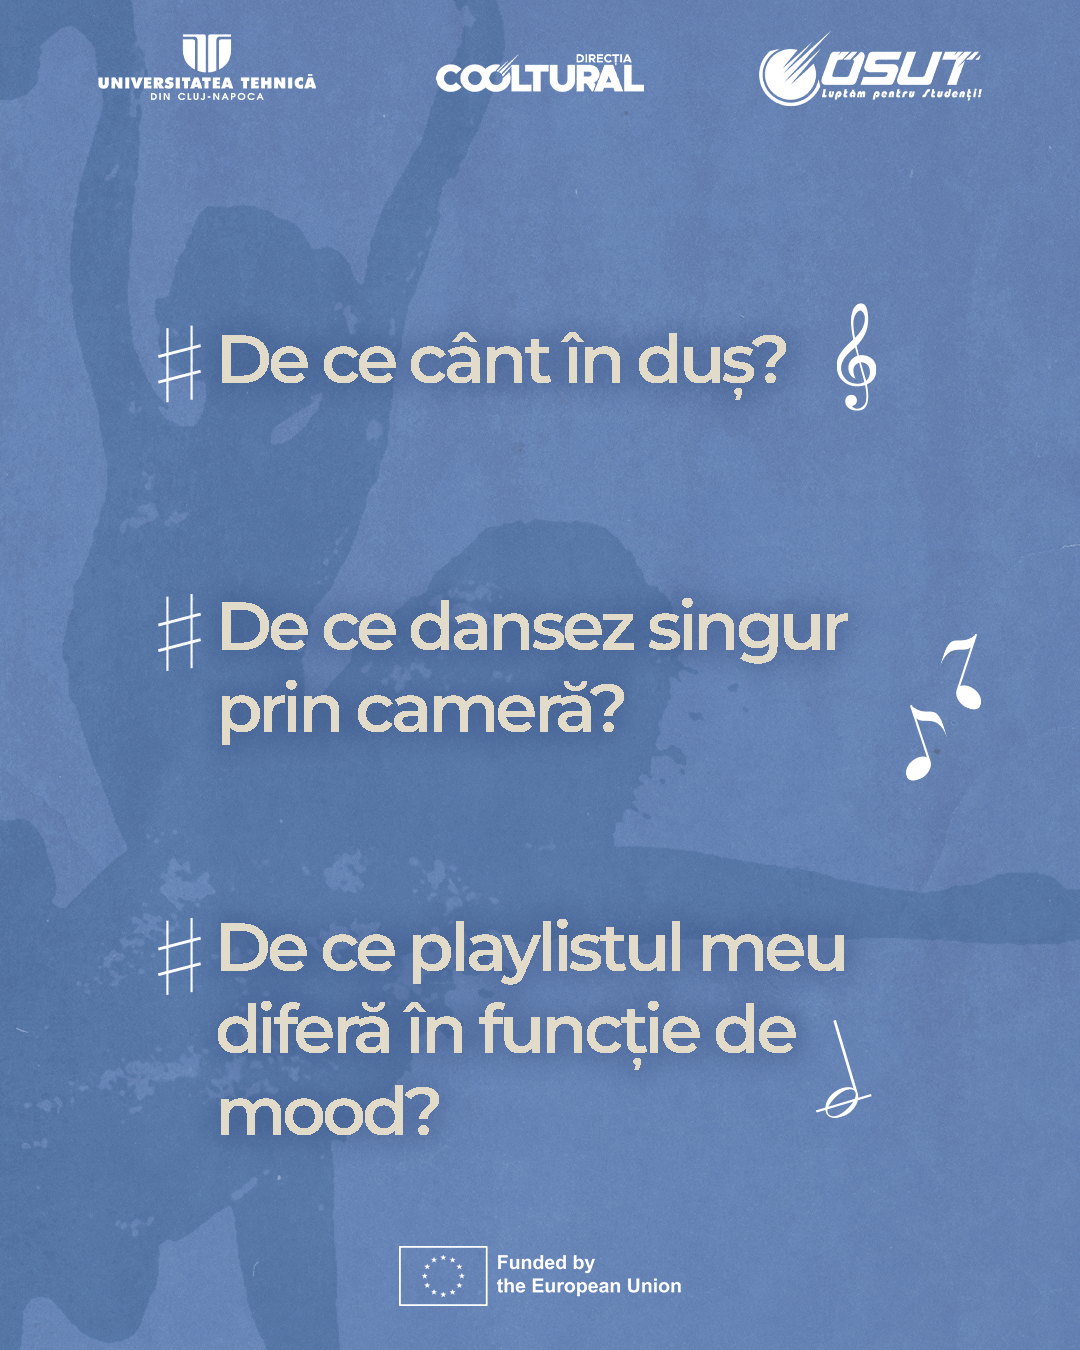 UNIVERSITATEA TEHNICĂ
DIN CLUJ-NAPOCA
DIRECȚIA
COOLTURAL
OSUT
Luptăm pentru Studenți!
De ce cânt în duș?
De ce dansez singur
prin cameră?
De ce playlistul meu
diferă în funcție de
mood?
Funded by
the European Union